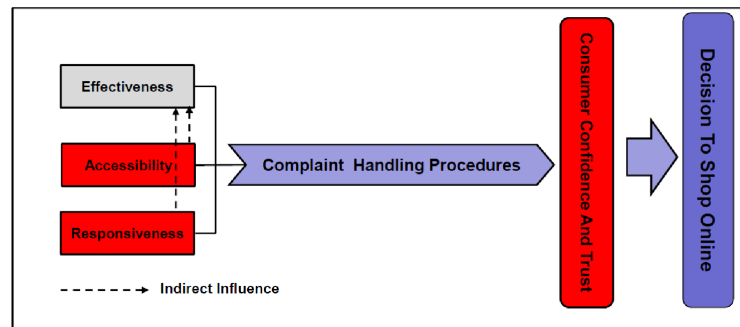 Effectiveness
Accessibility
Responsiveness
Complaint Handling Procedures
Consumer Confidence And Trust
Decision To Shop Online
Indirect Influence